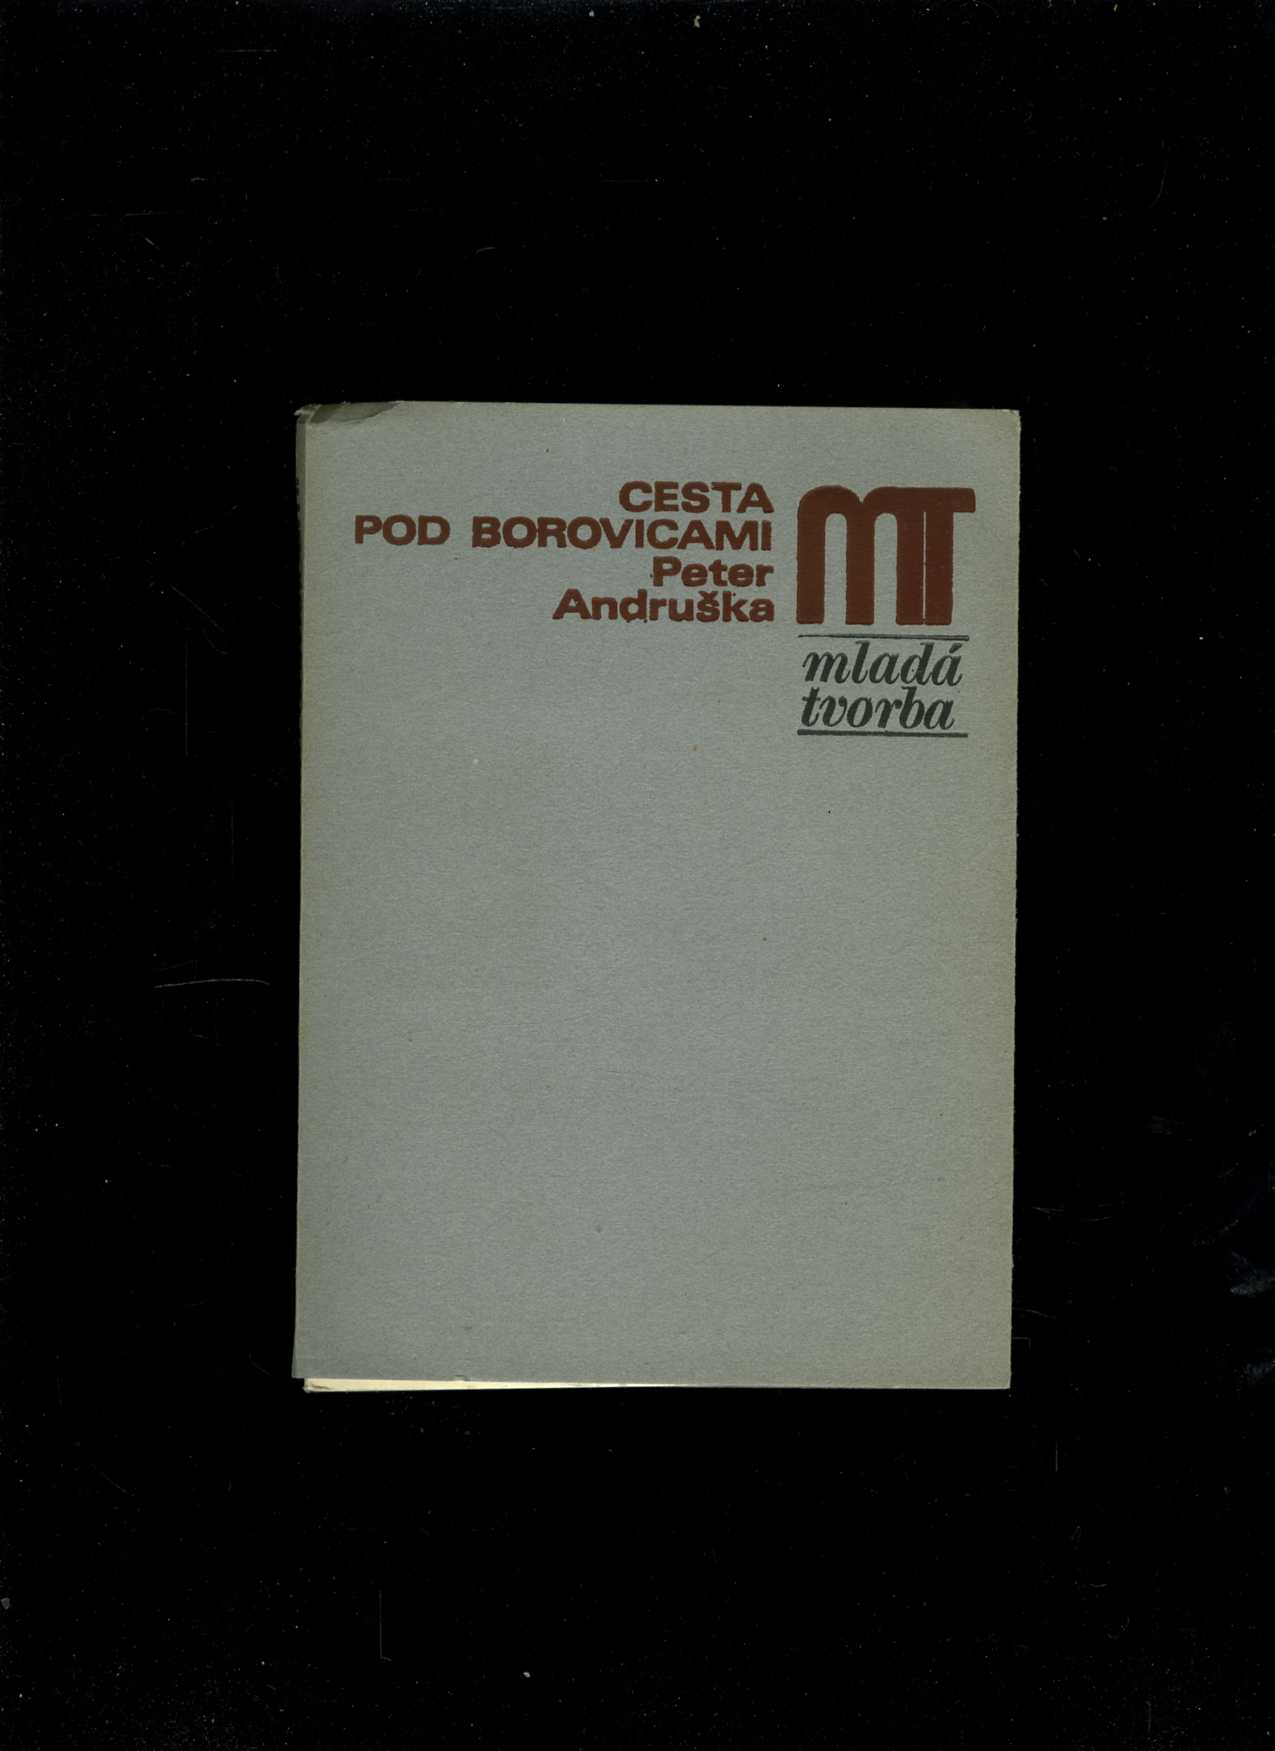 CESTA
POD BOROVICAMI
Peter
Andruška
MT
mladá
tvorba